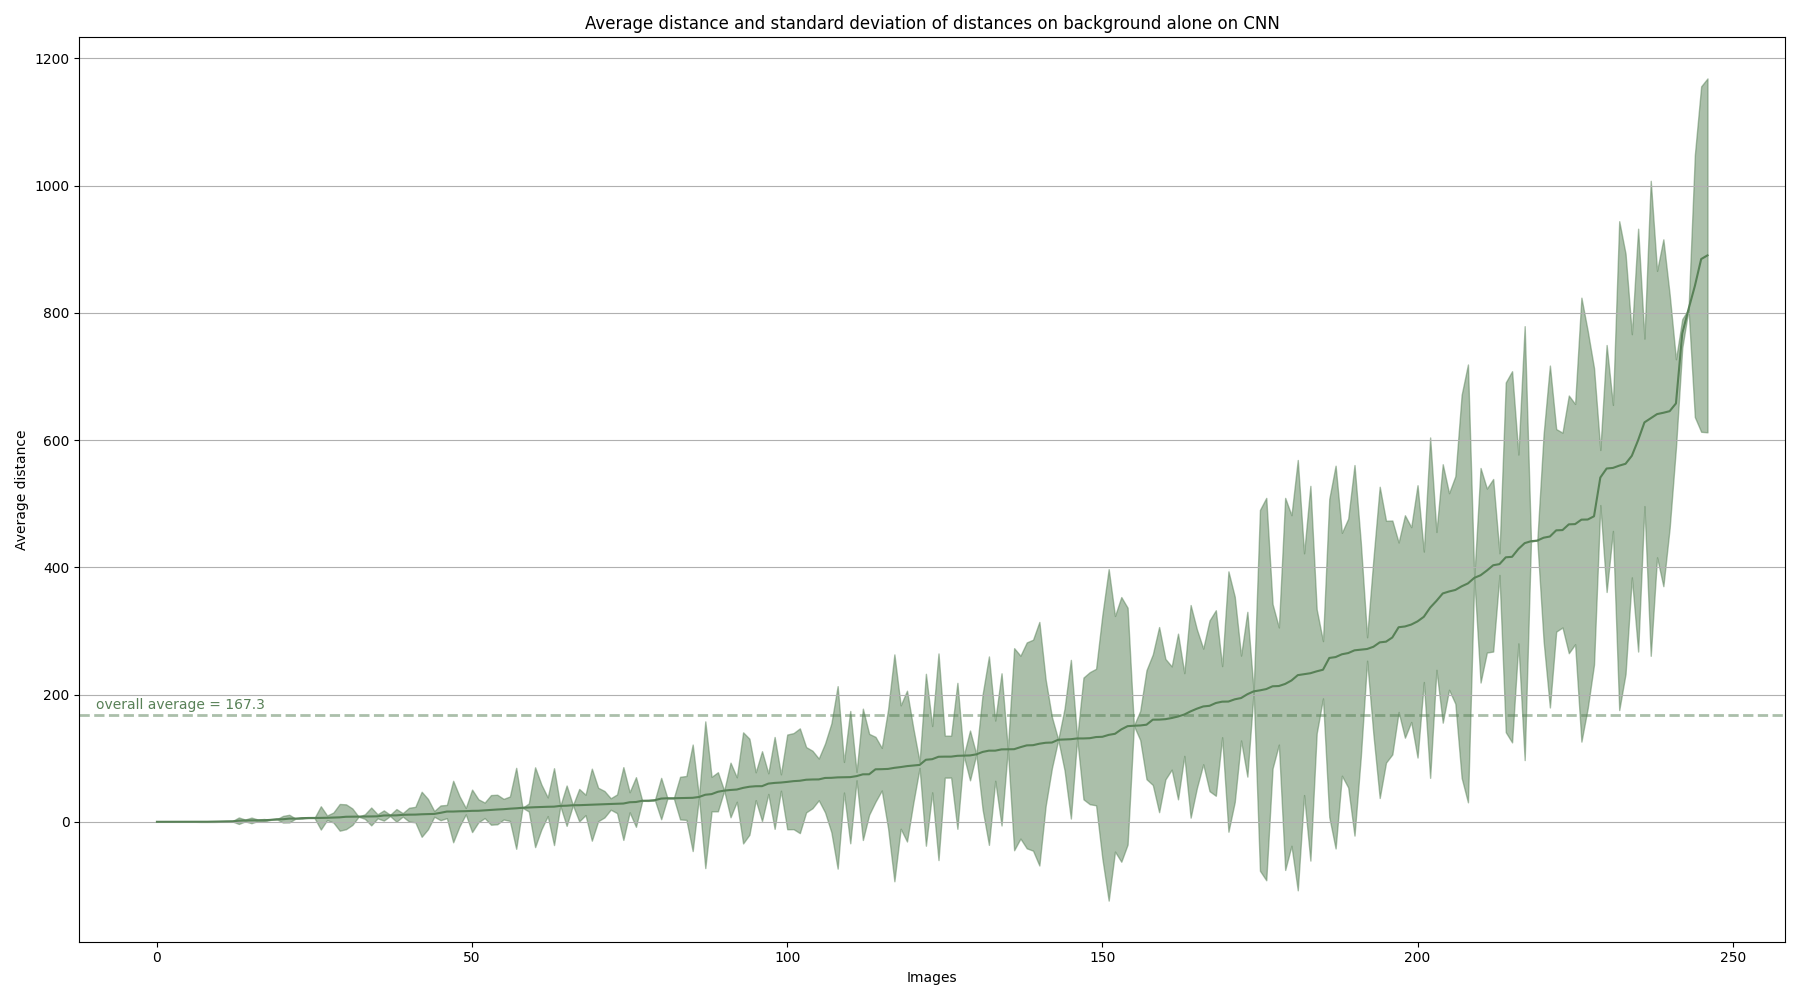 Average distance and standard deviation of distances on background alone on CNN
1200
1000
800
600
400
200
0
Average distance
overall average = 167.3
0 50 100 150 200 250
Images